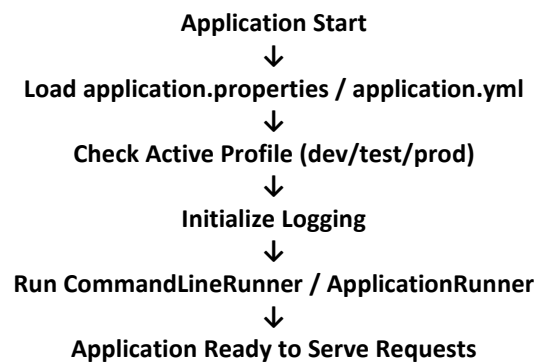 Application Start
↓
Load application.properties / application.yml
↓
Check Active Profile (dev/test/prod)
↓
Initialize Logging
↓
Run CommandLineRunner / ApplicationRunner
↓
Application Ready to Serve Requests